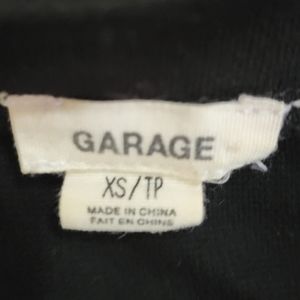 GARAGE
XS/TP
MADE IN CHINA
FAIT EN CHINE